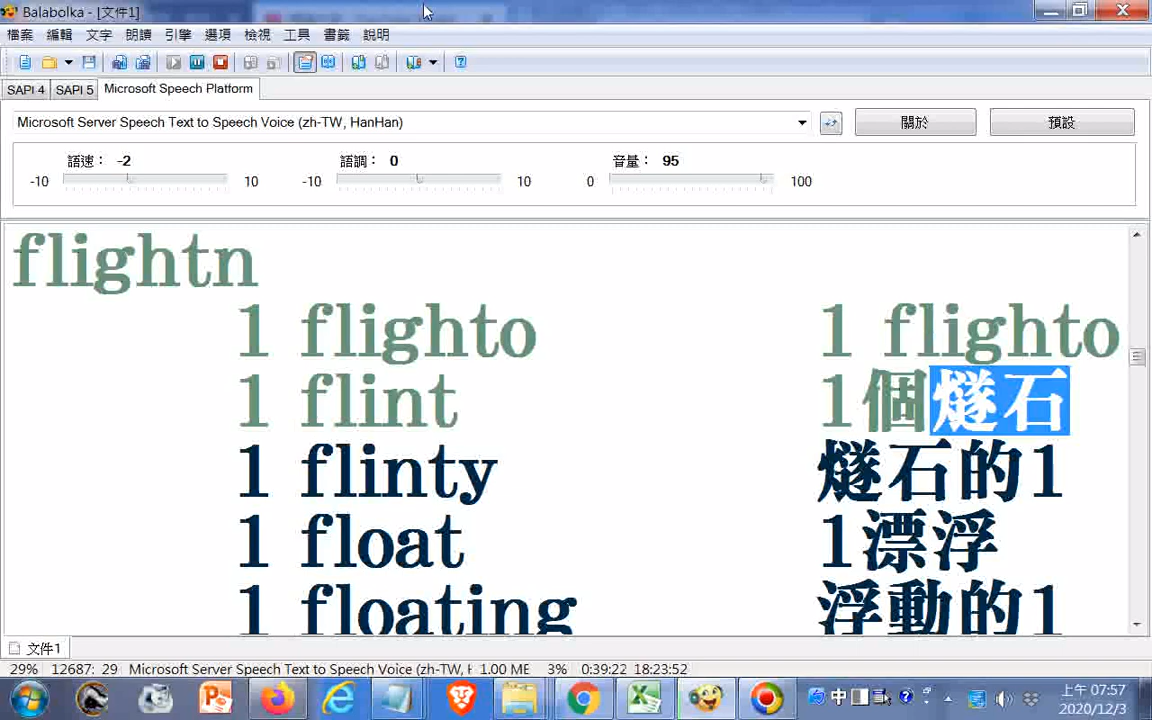 Balabolka - [文件1]
檔案 編輯 文字 朗讀 引擎 選項 檢視 工具 書籤 說明
SAPI 4 SAPI 5 Microsoft Speech Platform
Microsoft Server Speech Text to Speech Voice (zh-TW, HanHan) 關於 預設
語速： -2 語調： 0 音量： 95
-10 10 -10 10 0 100
flightn
1 flighto 1 flighto
1 flint 1個燧石
1 flinty 燧石的1
1 float 1漂浮
1 floating 浮動的1
文件1
29% 12687: 29 Microsoft Server Speech Text to Speech Voice (zh-TW, H 1.00 ME 3% 0:39:22 18:23:52
中
上午 07:57
2020/12/3